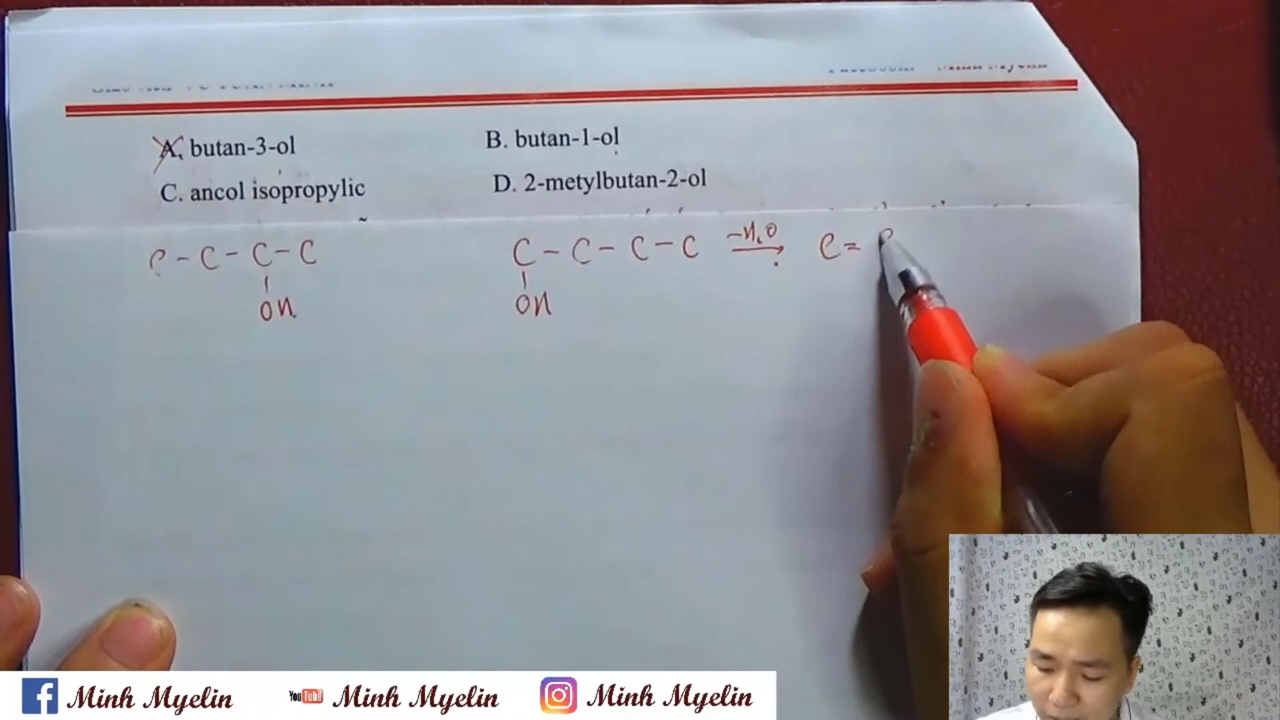 A. butan-3-ol B. butan-1-ol
C. ancol isopropylic D. 2-metylbutan-2-ol
C - C - C - C C - C - C - C -H2O C =
OH OH
Minh Myelin YouTube Minh Myelin Minh Myelin